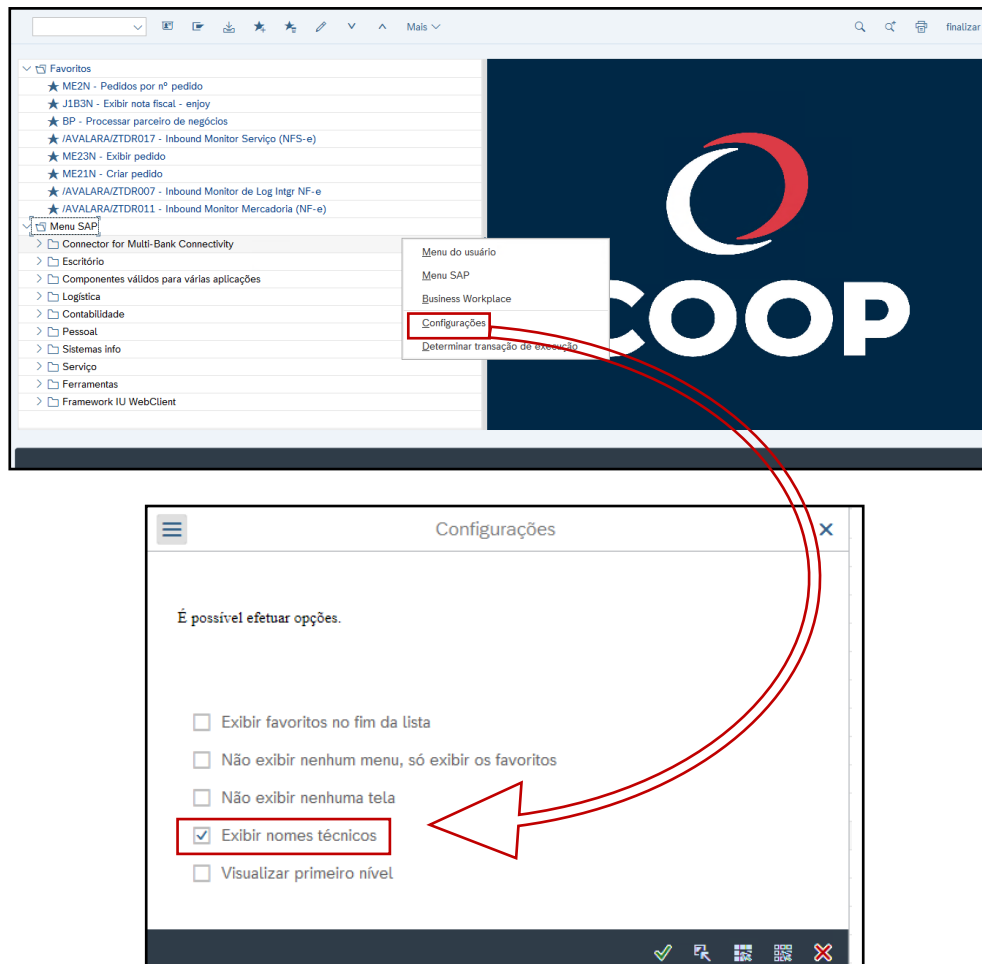 Mais
finalizar
Favoritos
ME2N - Pedidos por nº pedido
J1B3N - Exibir nota fiscal - enjoy
BP - Processar parceiro de negócios
/AVALARA/ZTDR017 - Inbound Monitor Serviço (NFS-e)
ME23N - Exibir pedido
ME21N - Criar pedido
/AVALARA/ZTDR007 - Inbound Monitor de Log Intgr NF-e
/AVALARA/ZTDR011 - Inbound Monitor Mercadoria (NF-e)
Menu SAP
Connector for Multi-Bank Connectivity
Escritório
Componentes válidos para várias aplicações
Logística
Contabilidade
Pessoal
Sistemas info
Serviço
Ferramentas
Framework IU WebClient
Menu do usuário
Menu SAP
Business Workplace
Configurações
Determinar transação de execução
COOP
Configurações
É possível efetuar opções.
Exibir favoritos no fim da lista
Não exibir nenhum menu, só exibir os favoritos
Não exibir nenhuma tela
Exibir nomes técnicos
Visualizar primeiro nível